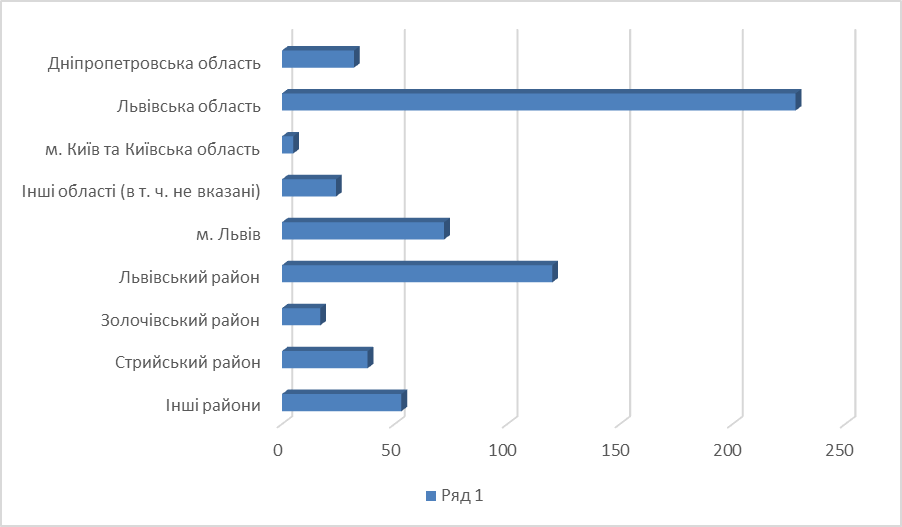 Дніпропетровська область
Львівська область
м. Київ та Київська область
Інші області (в т. ч. не вказані)
м. Львів
Львівський район
Золочівський район
Стрийський район
Інші райони
0 50 100 150 200 250
Ряд 1